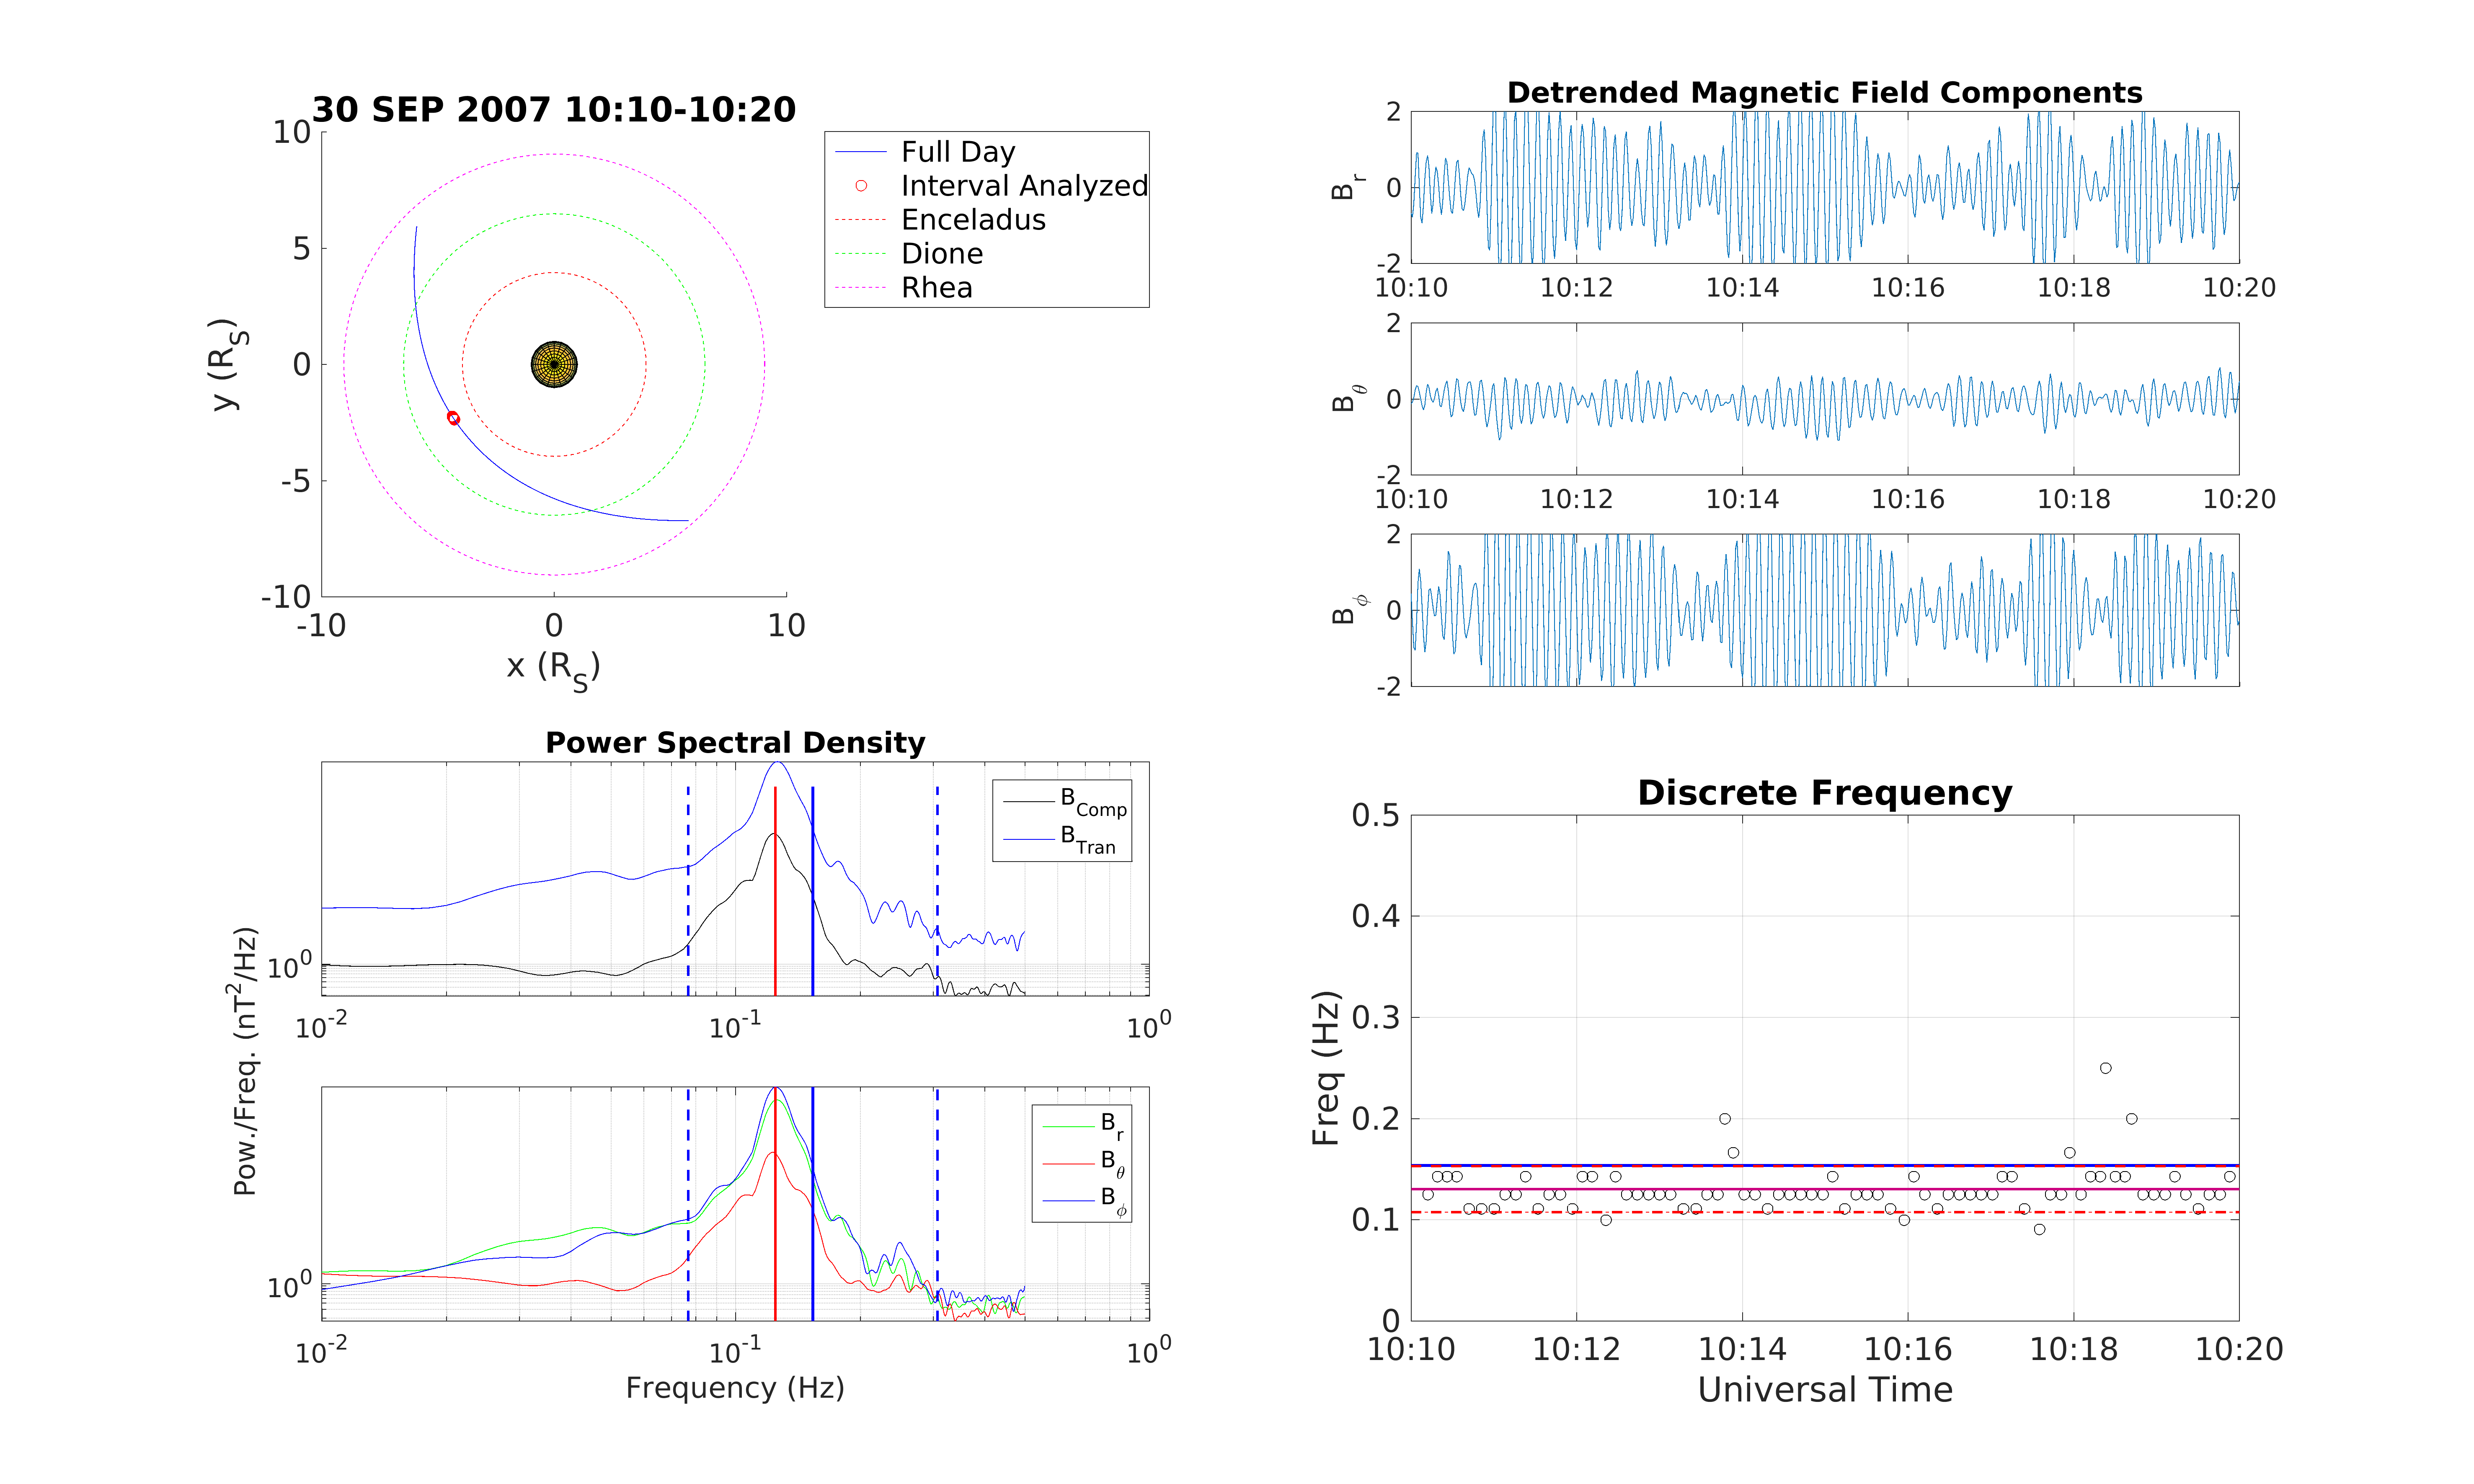 30 SEP 2007 10:10-10:20
10
5
0
-5
-10
-10 0 10
y (R_S)
x (R_S)
Full Day
Interval Analyzed
Enceladus
Dione
Rhea
Detrended Magnetic Field Components
2
0
-2
B_r
10:10 10:12 10:14 10:16 10:18 10:20
2
0
-2
B_θ
10:10 10:12 10:14 10:16 10:18 10:20
2
0
-2
B_ϕ
Power Spectral Density
B_Comp
B_Tran
10^0
10^-2 10^-1 10^0
Pow./Freq. (nT^2/Hz)
B_r
B_θ
B_ϕ
10^0
10^-2 10^-1 10^0
Frequency (Hz)
Discrete Frequency
0.5
0.4
0.3
0.2
0.1
0
Freq (Hz)
10:10 10:12 10:14 10:16 10:18 10:20
Universal Time